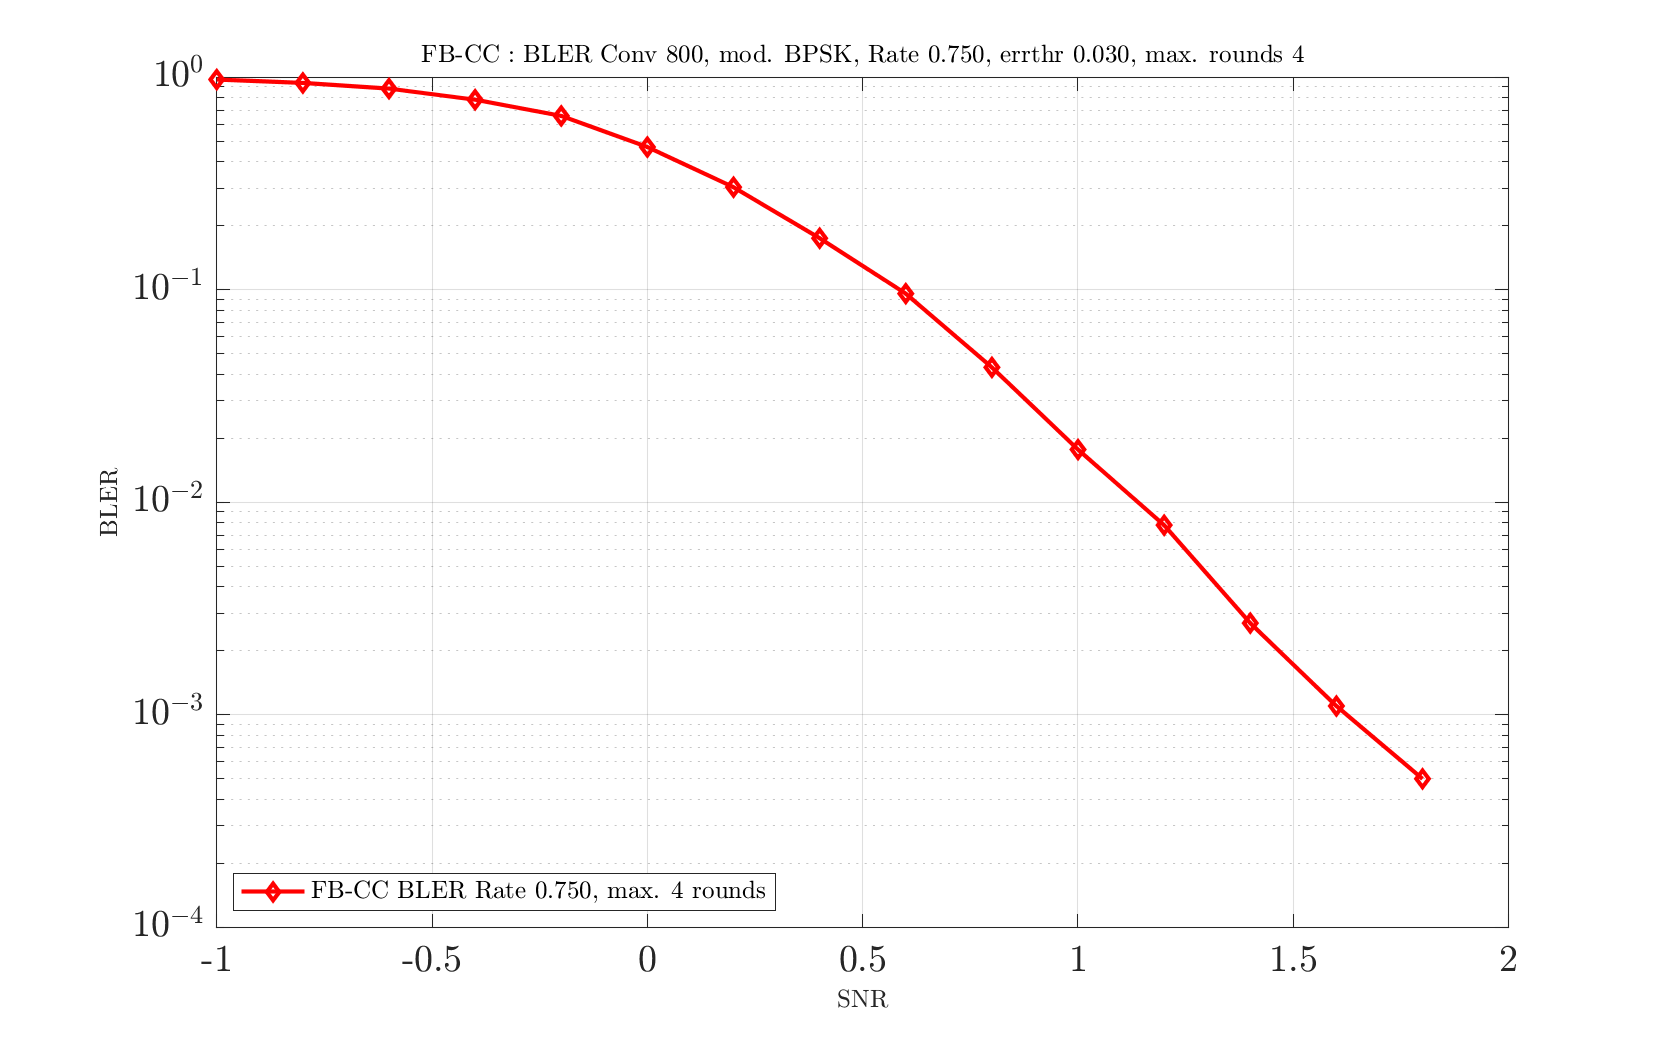 FB-CC : BLER Conv 800, mod. BPSK, Rate 0.750, errthr 0.030, max. rounds 4
10^0
10^-1
10^-2
10^-3
10^-4
BLER
FB-CC BLER Rate 0.750, max. 4 rounds
-1 -0.5 0 0.5 1 1.5 2
SNR